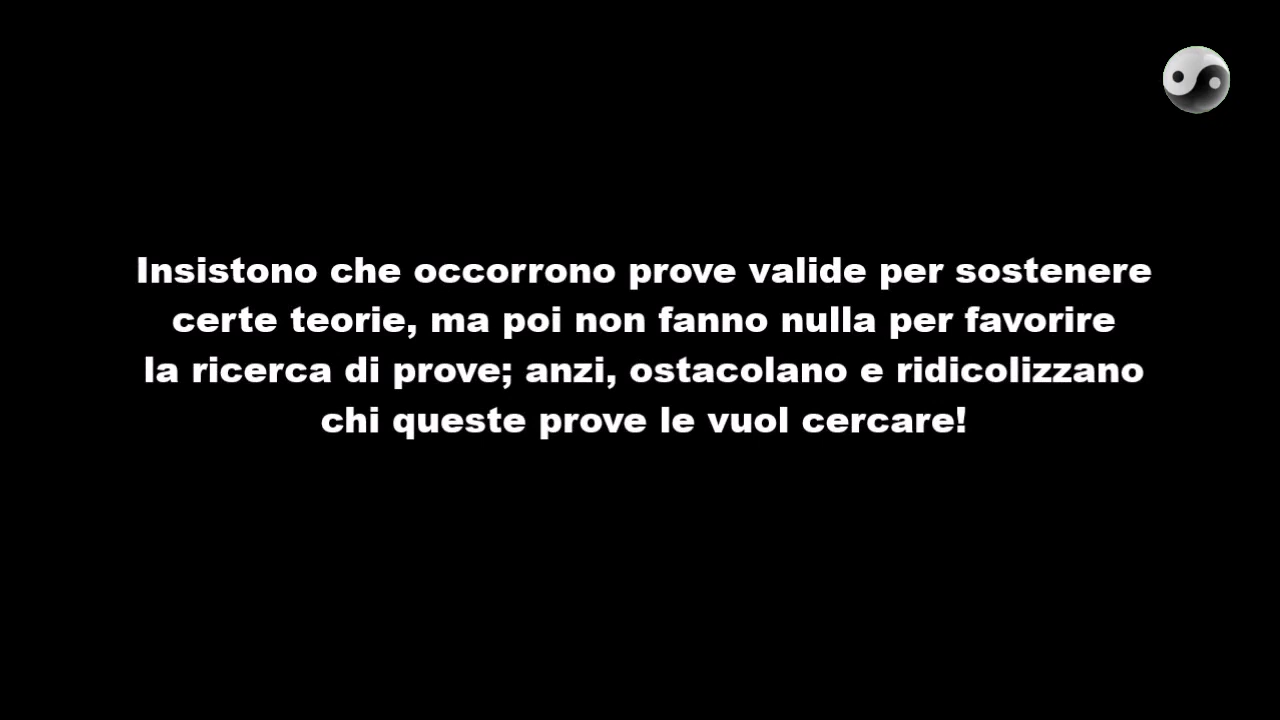 Insistono che occorrono prove valide per sostenere
certe teorie, ma poi non fanno nulla per favorire
la ricerca di prove; anzi, ostacolano e ridicolizzano
chi queste prove le vuol cercare!